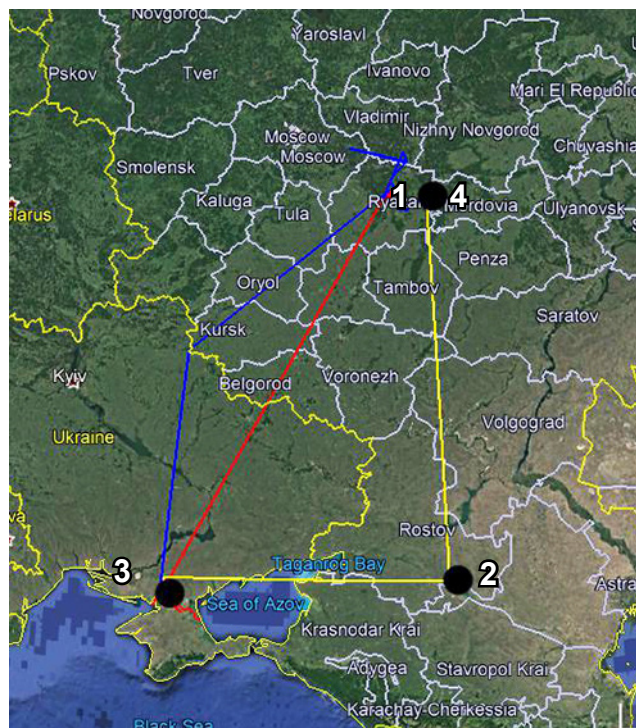 Novgorod
Yaroslavl
Pskov
Tver
Ivanovo
Mari El Republic
Vladimir
Moscow
Nizhny Novgorod
Moscow
Chuvashia
Smolensk
Kaluga
1
4
Ryazan
Mordovia
Ulyanovsk
elarus
Tula
Penza
Oryol
Tambov
Saratov
Kursk
Kyiv
Belgorod
Voronezh
Volgograd
Ukraine
Rostov
3
Taganrog Bay
2
Astra
Sea of Azov
Krasnodar Krai
Adygea
Stavropol Krai
Karachay-Cherkessia
Black Sea